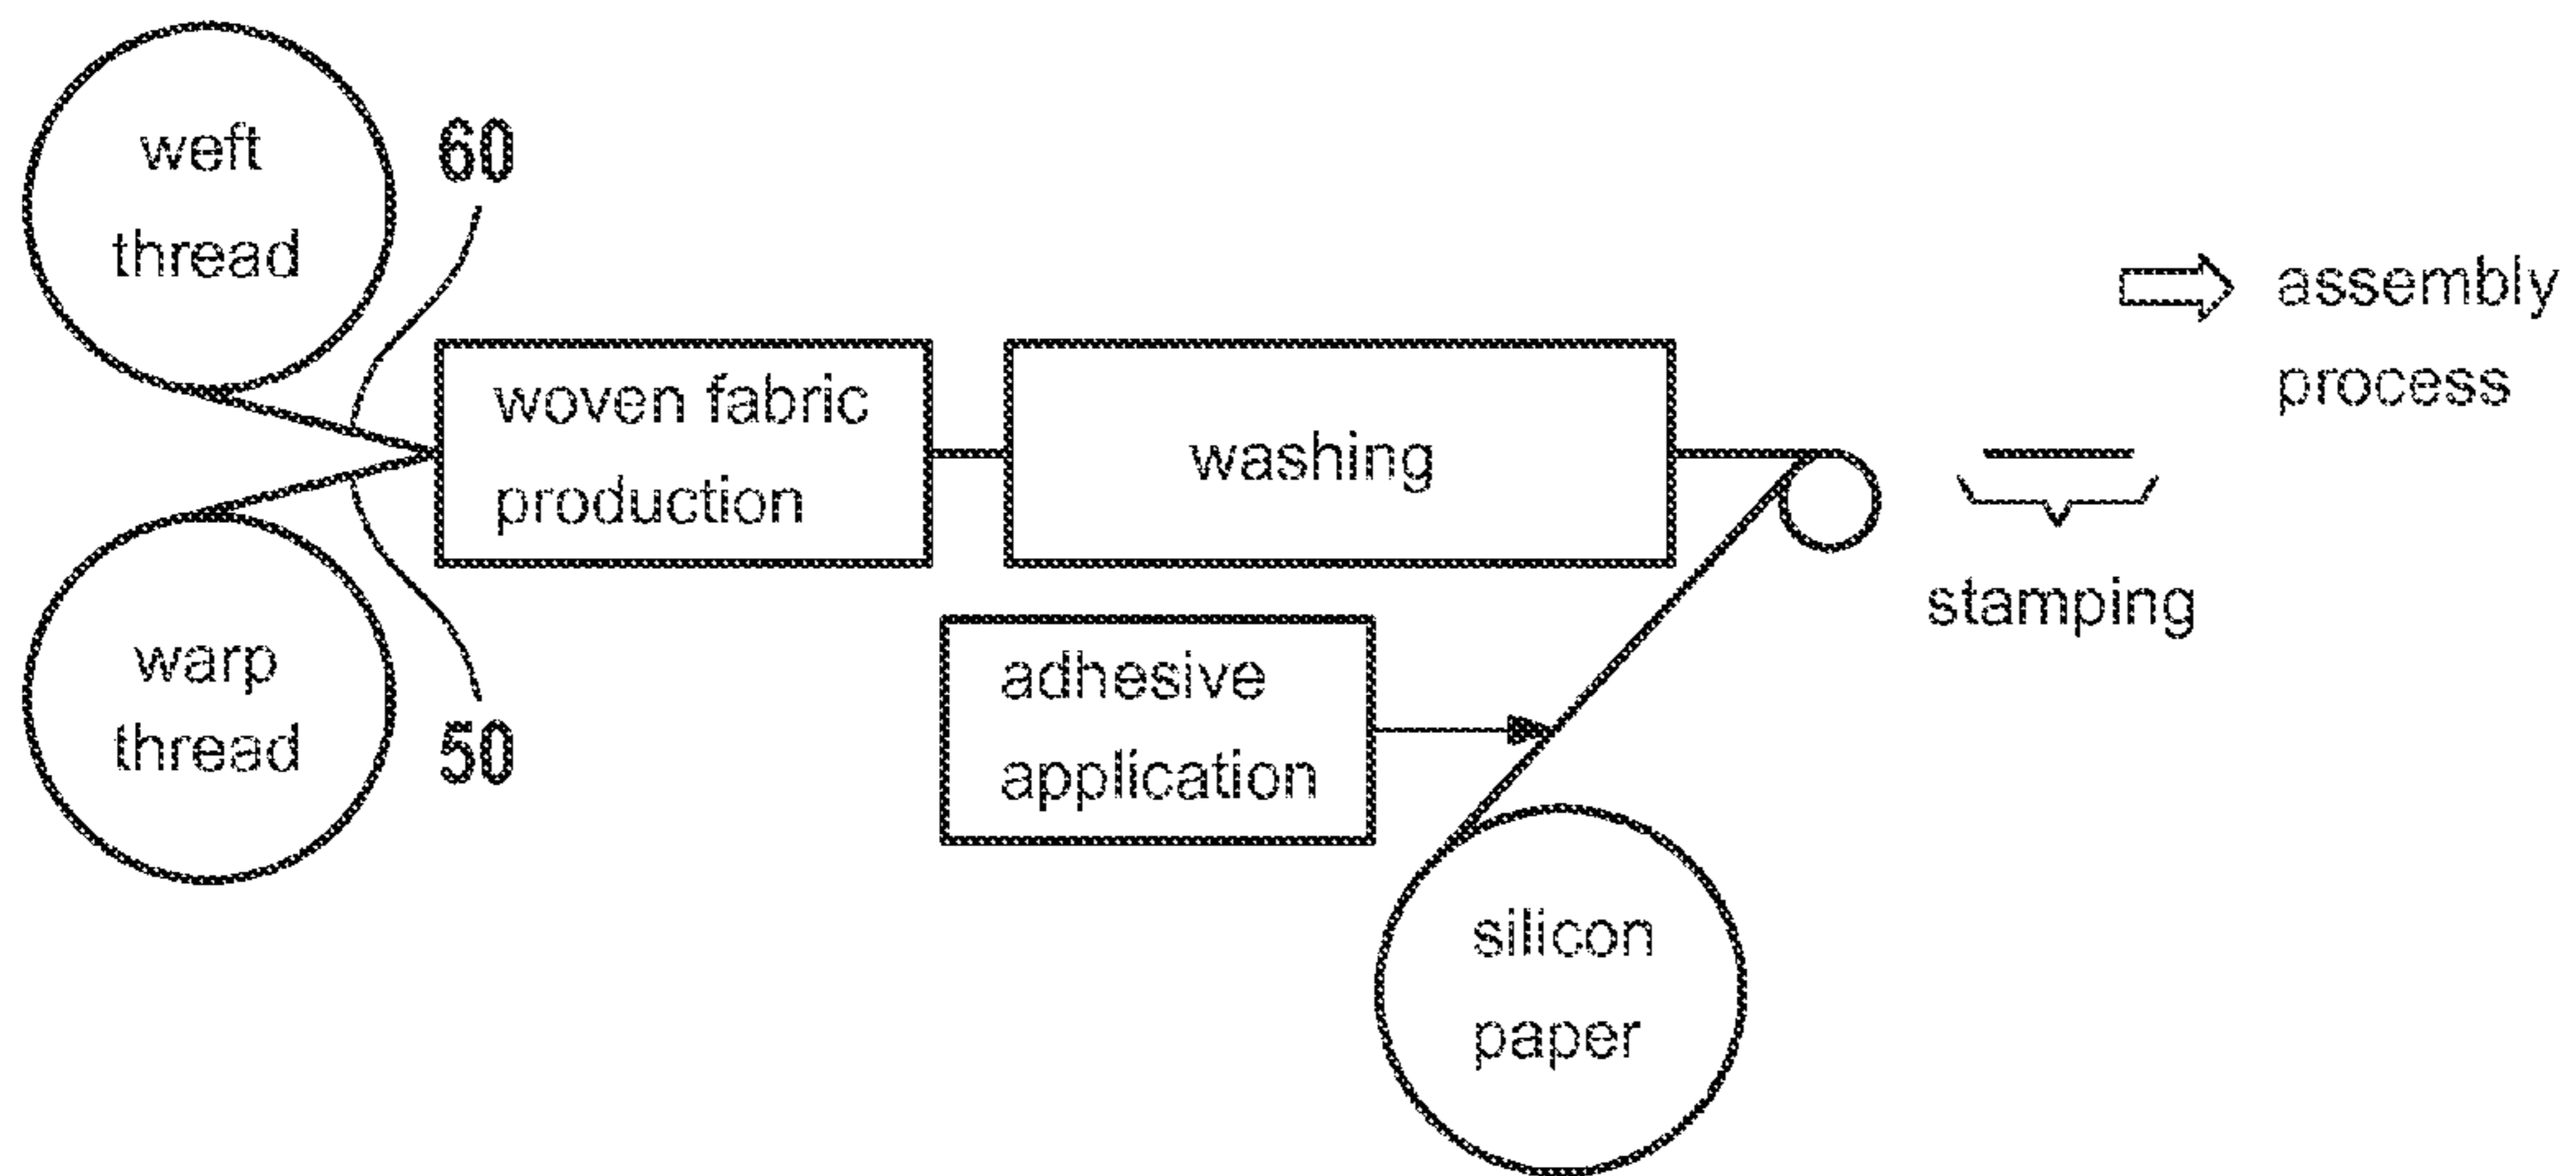 weft
thread
60
woven fabric
production
washing
assembly
process
stamping
warp
thread
50
adhesive
application
silicon
paper